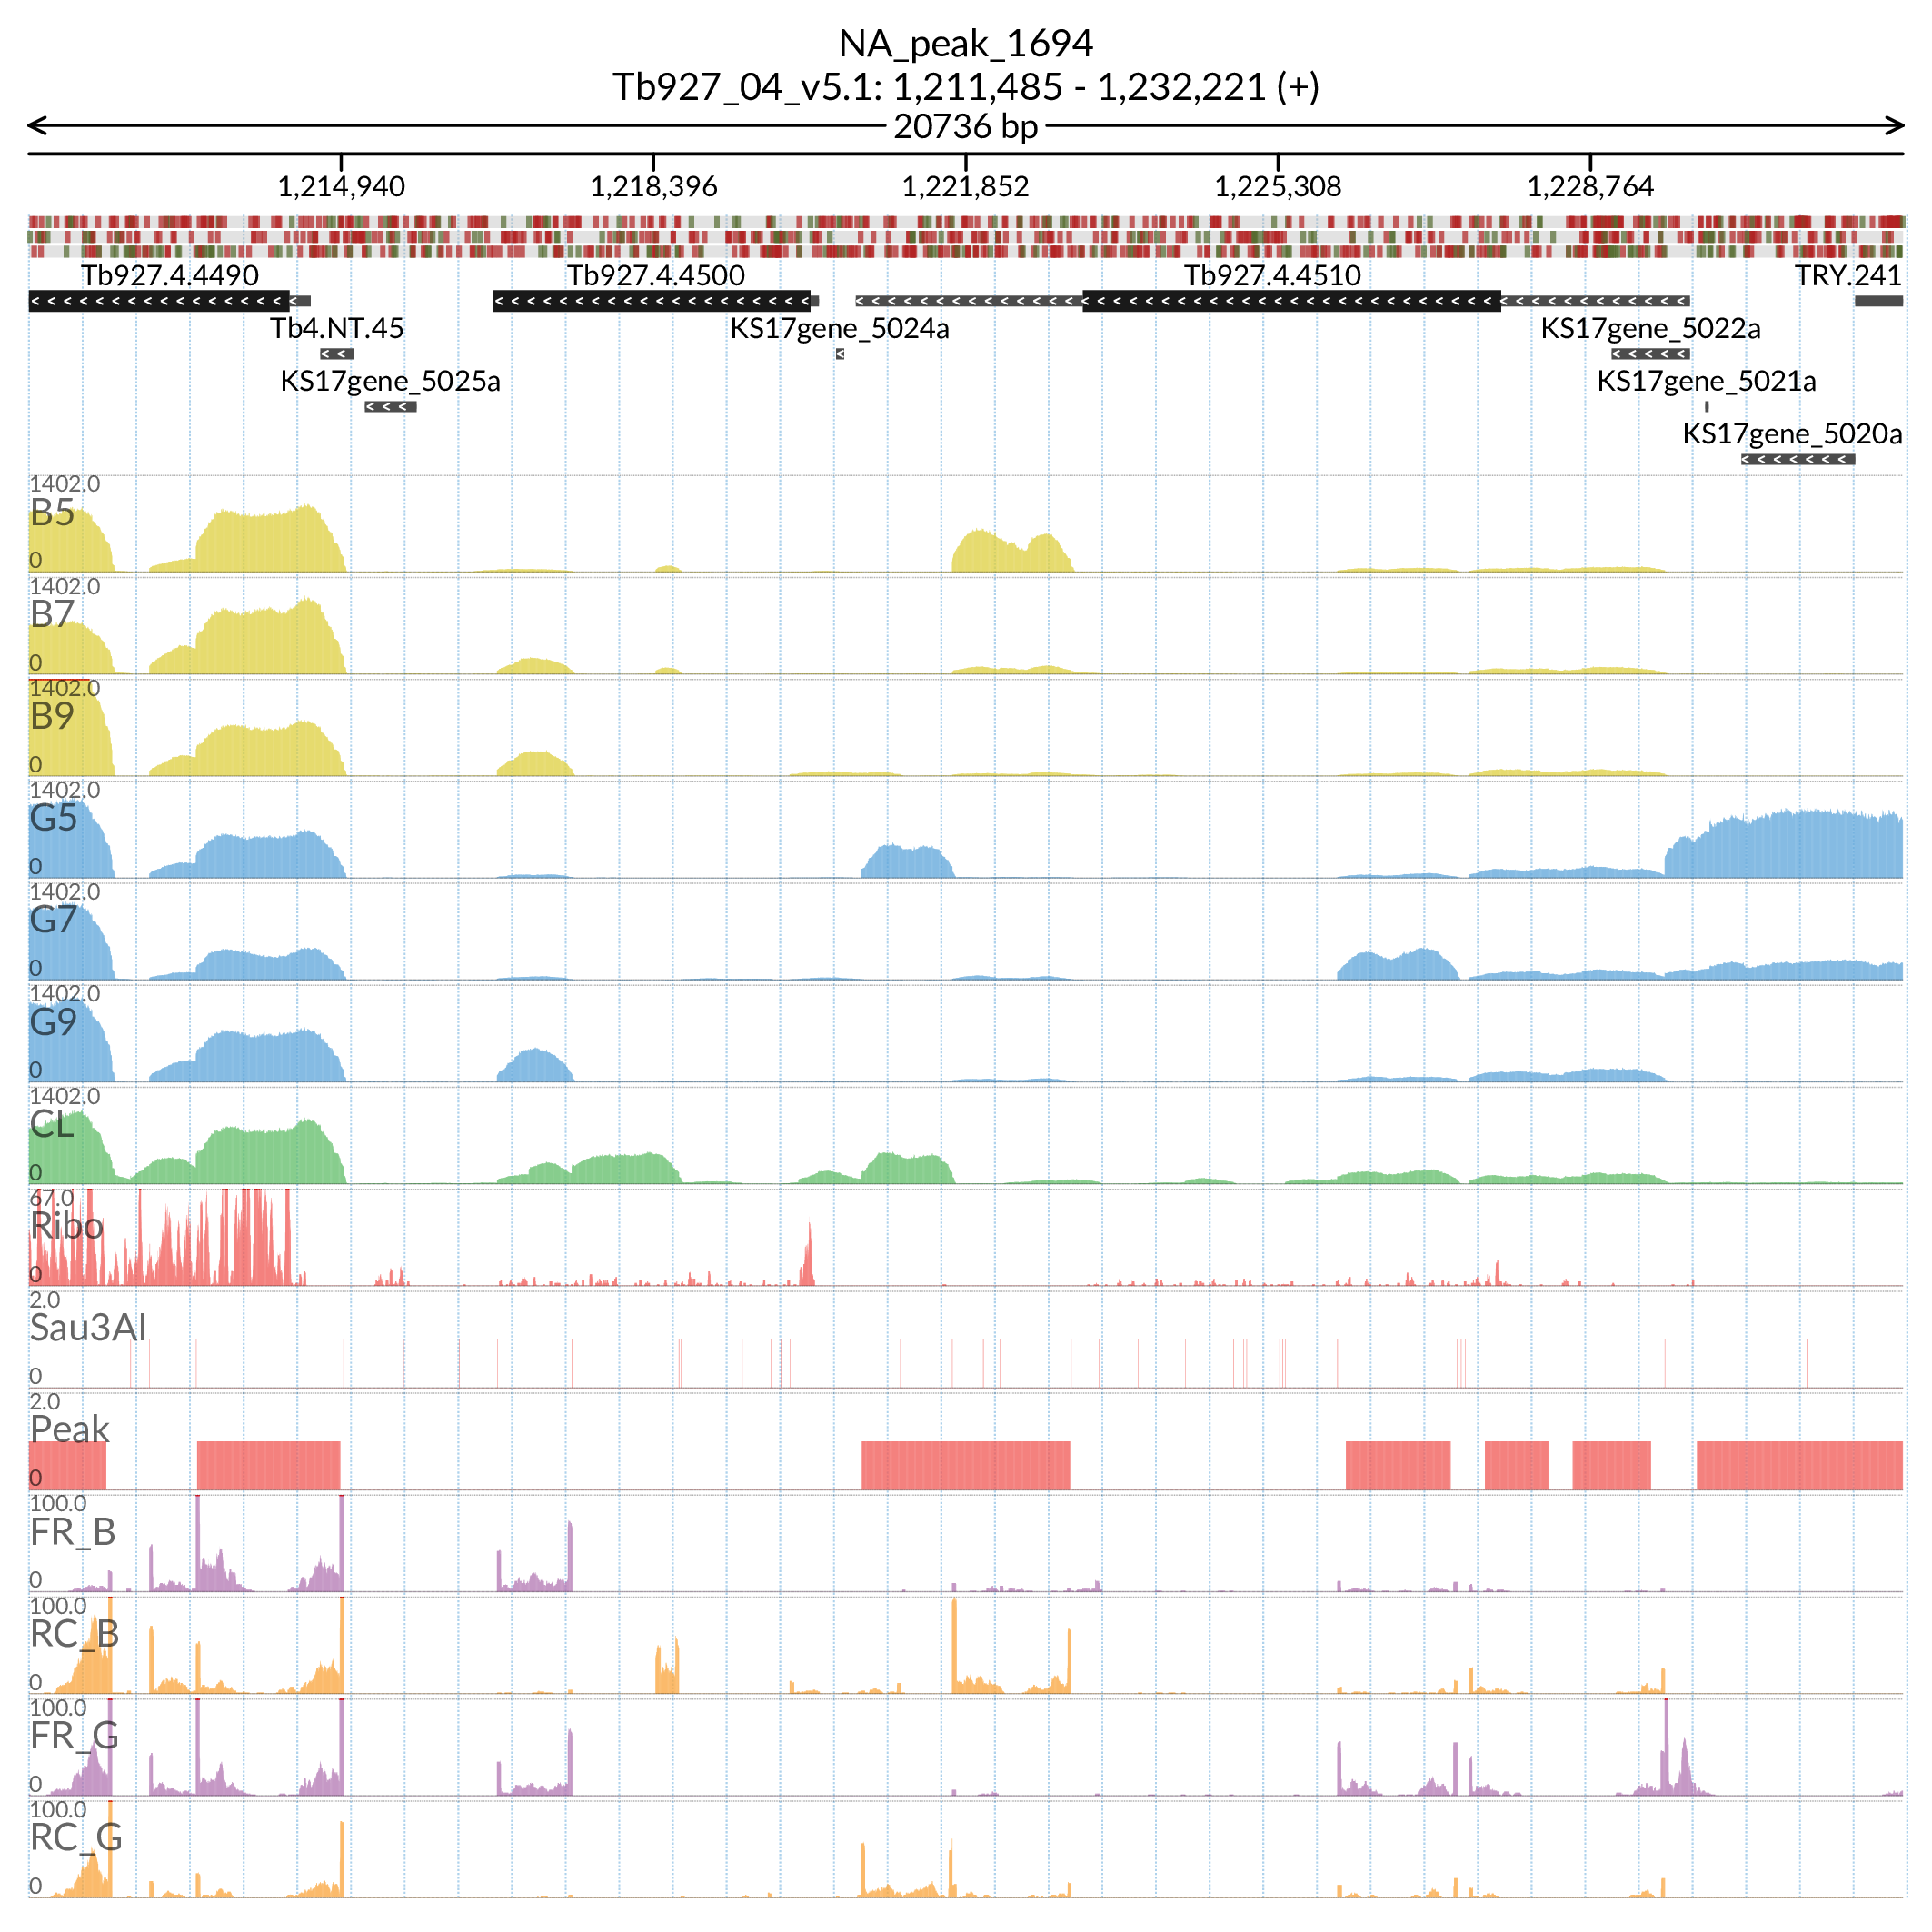 NA_peak_1694
Tb927_04_v5.1: 1,211,485 - 1,232,221 (+)
20736 bp
1,214,940 1,218,396 1,221,852 1,225,308 1,228,764
Tb927.4.4490 Tb927.4.4500 Tb927.4.4510 TRY.241
Tb4.NT.45 KS17gene_5024a KS17gene_5022a
KS17gene_5025a KS17gene_5021a
KS17gene_5020a
1402.0
B5
0
1402.0
B7
0
1402.0
B9
0
1402.0
G5
0
1402.0
G7
0
1402.0
G9
0
1402.0
CL
0
67.0
Ribo
0
2.0
Sau3AI
0
2.0
Peak
0
100.0
FR_B
0
100.0
RC_B
0
100.0
FR_G
0
100.0
RC_G
0